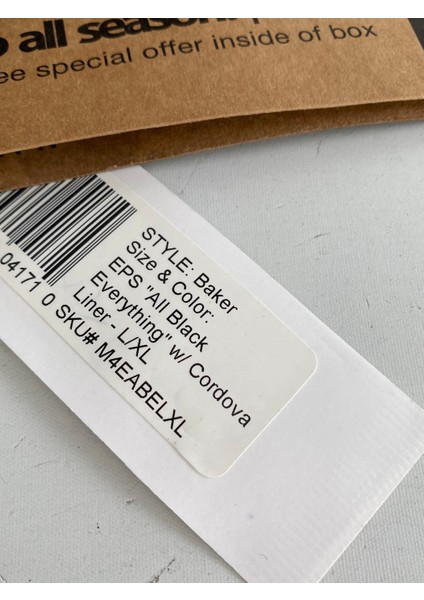 all season
ee special offer inside of box
STYLE: Baker
Size & Color:
EPS "All Black
Everything" w/ Cordova
Liner - L/XL
04171 0 SKU# M4EABELXL